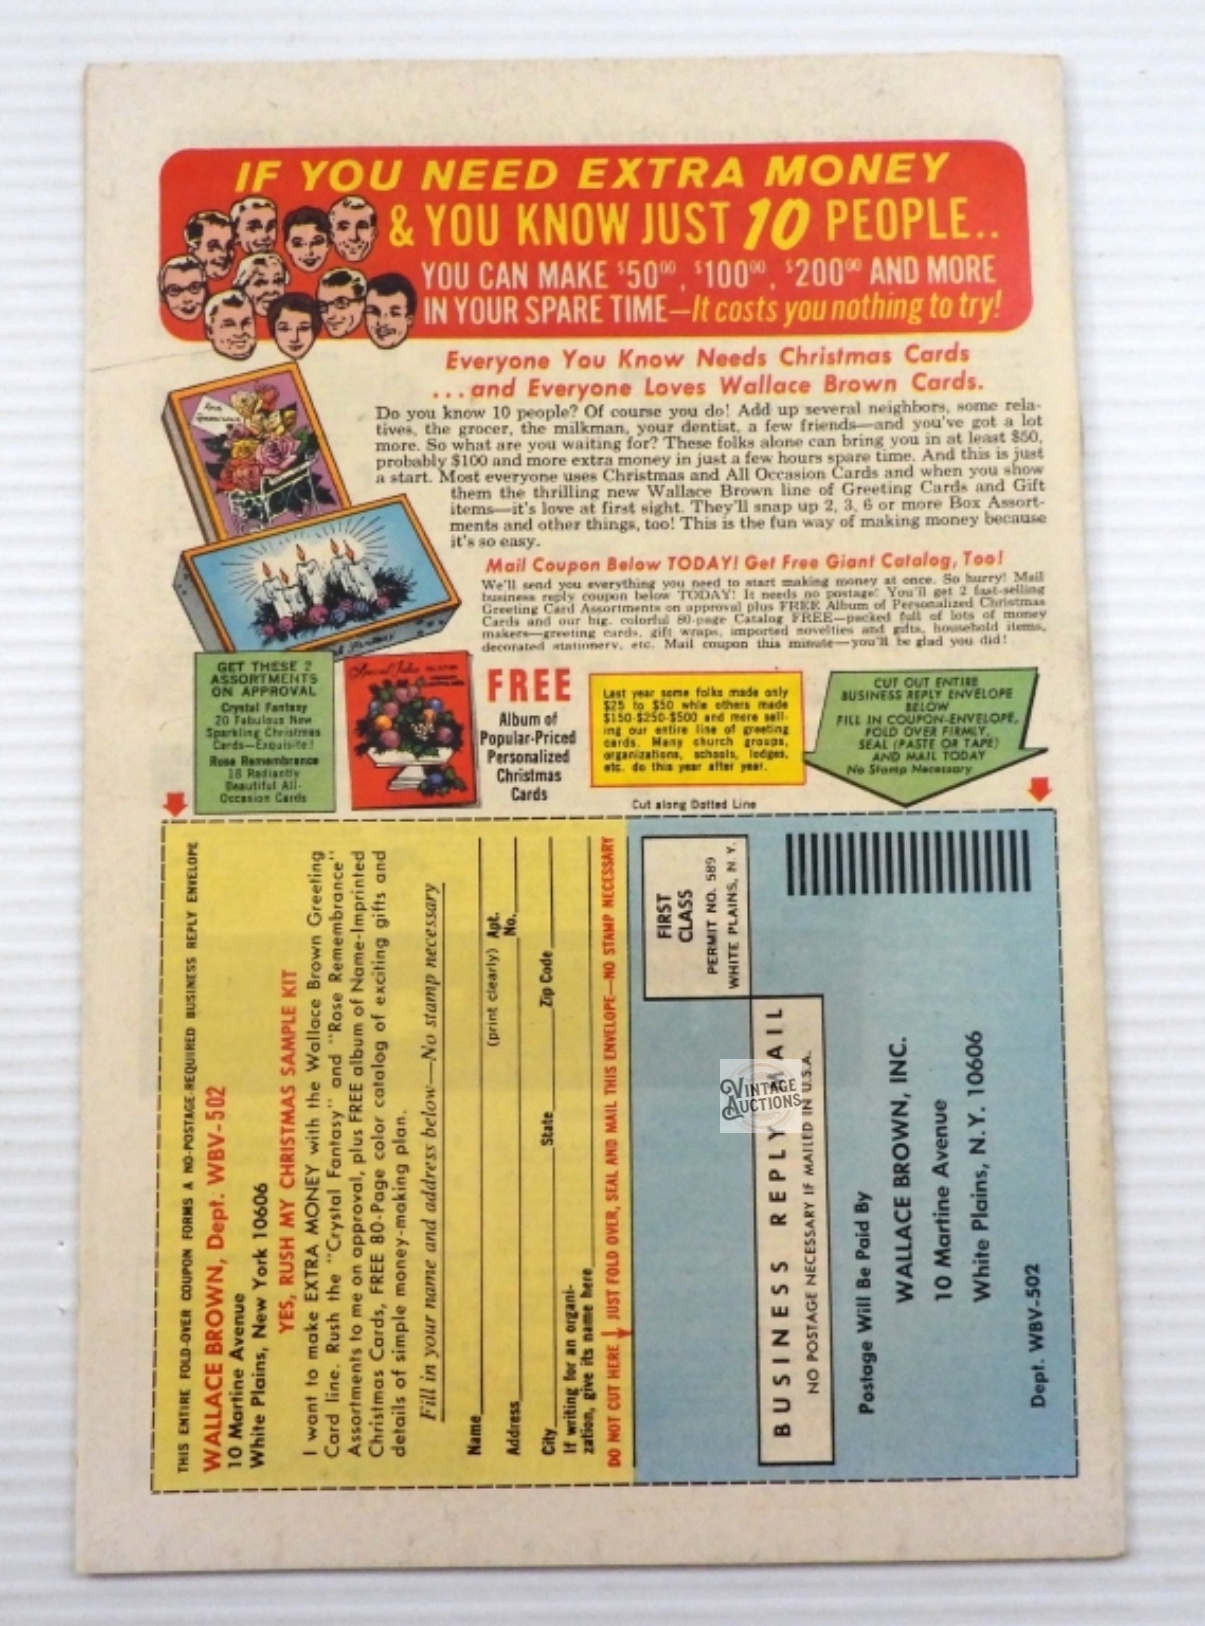 IF YOU NEED EXTRA MONEY
& YOU KNOW JUST 10 PEOPLE..
YOU CAN MAKE $50⁰⁰, $100⁰⁰, $200⁰⁰ AND MORE
IN YOUR SPARE TIME—It costs you nothing to try!
Everyone You Know Needs Christmas Cards
...and Everyone Loves Wallace Brown Cards.
Do you know 10 people? Of course you do! Add up several neighbors, some rela-
tives, the grocer, the milkman, your dentist, a few friends—and you've got a lot
more. So what are you waiting for? These folks alone can bring you in at least $50,
probably $100 and more extra money in just a few hours spare time. And this is just
a start. Most everyone uses Christmas and All Occasion Cards and when you show
them the thrilling new Wallace Brown line of Greeting Cards and Gift
items—it's love at first sight. They'll snap up 2, 3, 6 or more Box Assort-
ments and other things, too! This is the fun way of making money because
it's so easy.
Mail Coupon Below TODAY! Get Free Giant Catalog, Too!
We'll send you everything you need to start making money at once. So hurry! Mail
business reply coupon below TODAY! It needs no postage! You'll get 2 fast-selling
Greeting Card Assortments on approval plus FREE Album of Personalized Christmas
Cards and our big, colorful 80-page Catalog FREE—packed full of lots of money
makers—greeting cards, gift wraps, imported novelties and gifts, household items,
decorated stationery, etc. Mail coupon this minute—you'll be glad you did!
GET THESE 2
ASSORTMENTS
ON APPROVAL
Crystal Fantasy
20 Fabulous New
Sparkling Christmas
Cards—Exquisite!
Rose Remembrance
18 Radiantly
Beautiful All-
Occasion Cards
FREE
Album of
Popular-Priced
Personalized
Christmas
Cards
Last year some folks made only
$25 to $50 while others made
$150-$250-$500 and more sell-
ing our entire line of greeting
cards. Many church groups,
organizations, schools, lodges,
etc. do this year after year.
CUT OUT ENTIRE
BUSINESS REPLY ENVELOPE
BELOW
FILL IN COUPON-ENVELOPE,
FOLD OVER FIRMLY,
SEAL (PASTE OR TAPE)
AND MAIL TODAY
No Stamp Necessary
Cut along Dotted Line
THIS ENTIRE FOLD-OVER COUPON FORMS A NO-POSTAGE-REQUIRED BUSINESS REPLY ENVELOPE
WALLACE BROWN, Dept. WBV-502
10 Martine Avenue
White Plains, New York 10606
YES, RUSH MY CHRISTMAS SAMPLE KIT
I want to make EXTRA MONEY with the Wallace Brown Greeting
Card line. Rush the "Crystal Fantasy" and "Rose Remembrance"
Assortments to me on approval, plus FREE album of Name-Imprinted
Christmas Cards, FREE 80-Page color catalog of exciting gifts and
details of simple money-making plan.
Fill in your name and address below—No stamp necessary
Name
(print clearly)
Address Apt. No.
City State Zip Code
If writing for an organi-
zation, give its name here
DO NOT CUT HERE JUST FOLD OVER, SEAL AND MAIL THIS ENVELOPE—NO STAMP NECESSARY
FIRST
CLASS
PERMIT NO. 589
WHITE PLAINS, N.Y.
BUSINESS REPLY MAIL
NO POSTAGE NECESSARY IF MAILED IN U.S.A.
VINTAGE
AUCTIONS
Postage Will Be Paid By
WALLACE BROWN, INC.
10 Martine Avenue
White Plains, N. Y. 10606
Dept. WBV-502